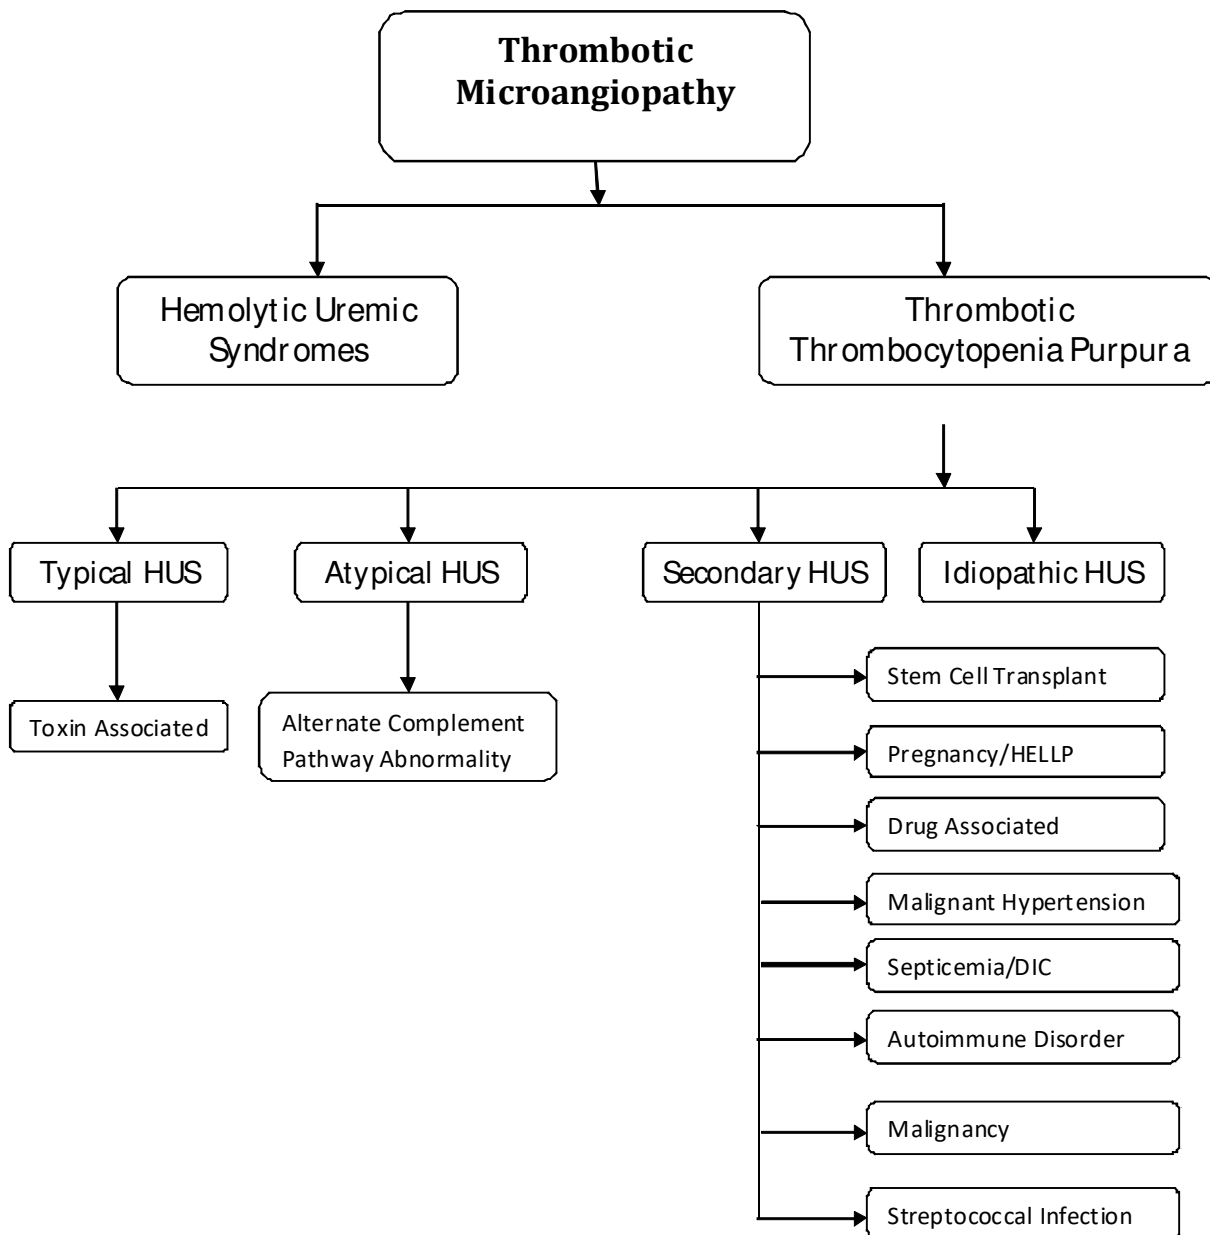 Thrombotic
Microangiopathy
Hemolytic Uremic
Syndromes
Thrombotic
Thrombocytopenia Purpura
Typical HUS
Atypical HUS
Secondary HUS
Idiopathic HUS
Toxin Associated
Alternate Complement
Pathway Abnormality
Stem Cell Transplant
Pregnancy/HELLP
Drug Associated
Malignant Hypertension
Septicemia/DIC
Autoimmune Disorder
Malignancy
Streptococcal Infection